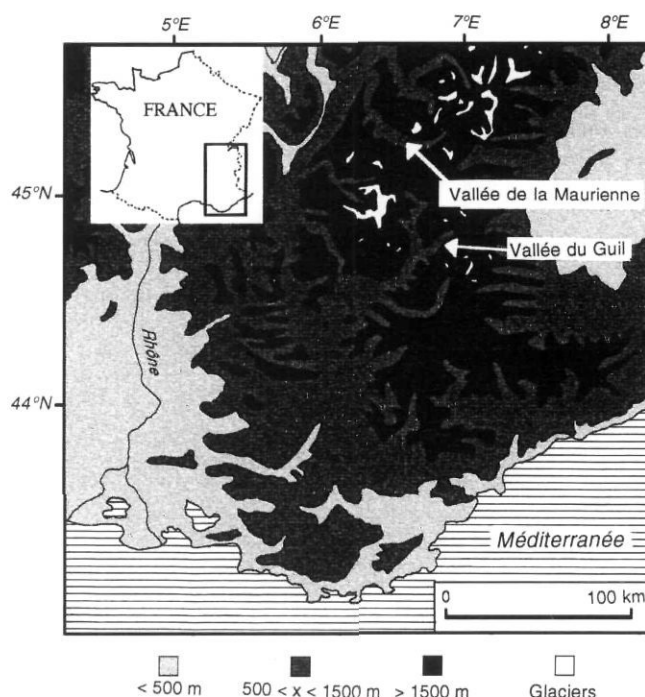 5°E 6°E 7°E 8°E
FRANCE
45°N
Vallée de la Maurienne
Vallée du Guil
Rhône
44°N
Méditerranée
0 100 km
< 500 m 500 < x < 1500 m > 1500 m Glaciers